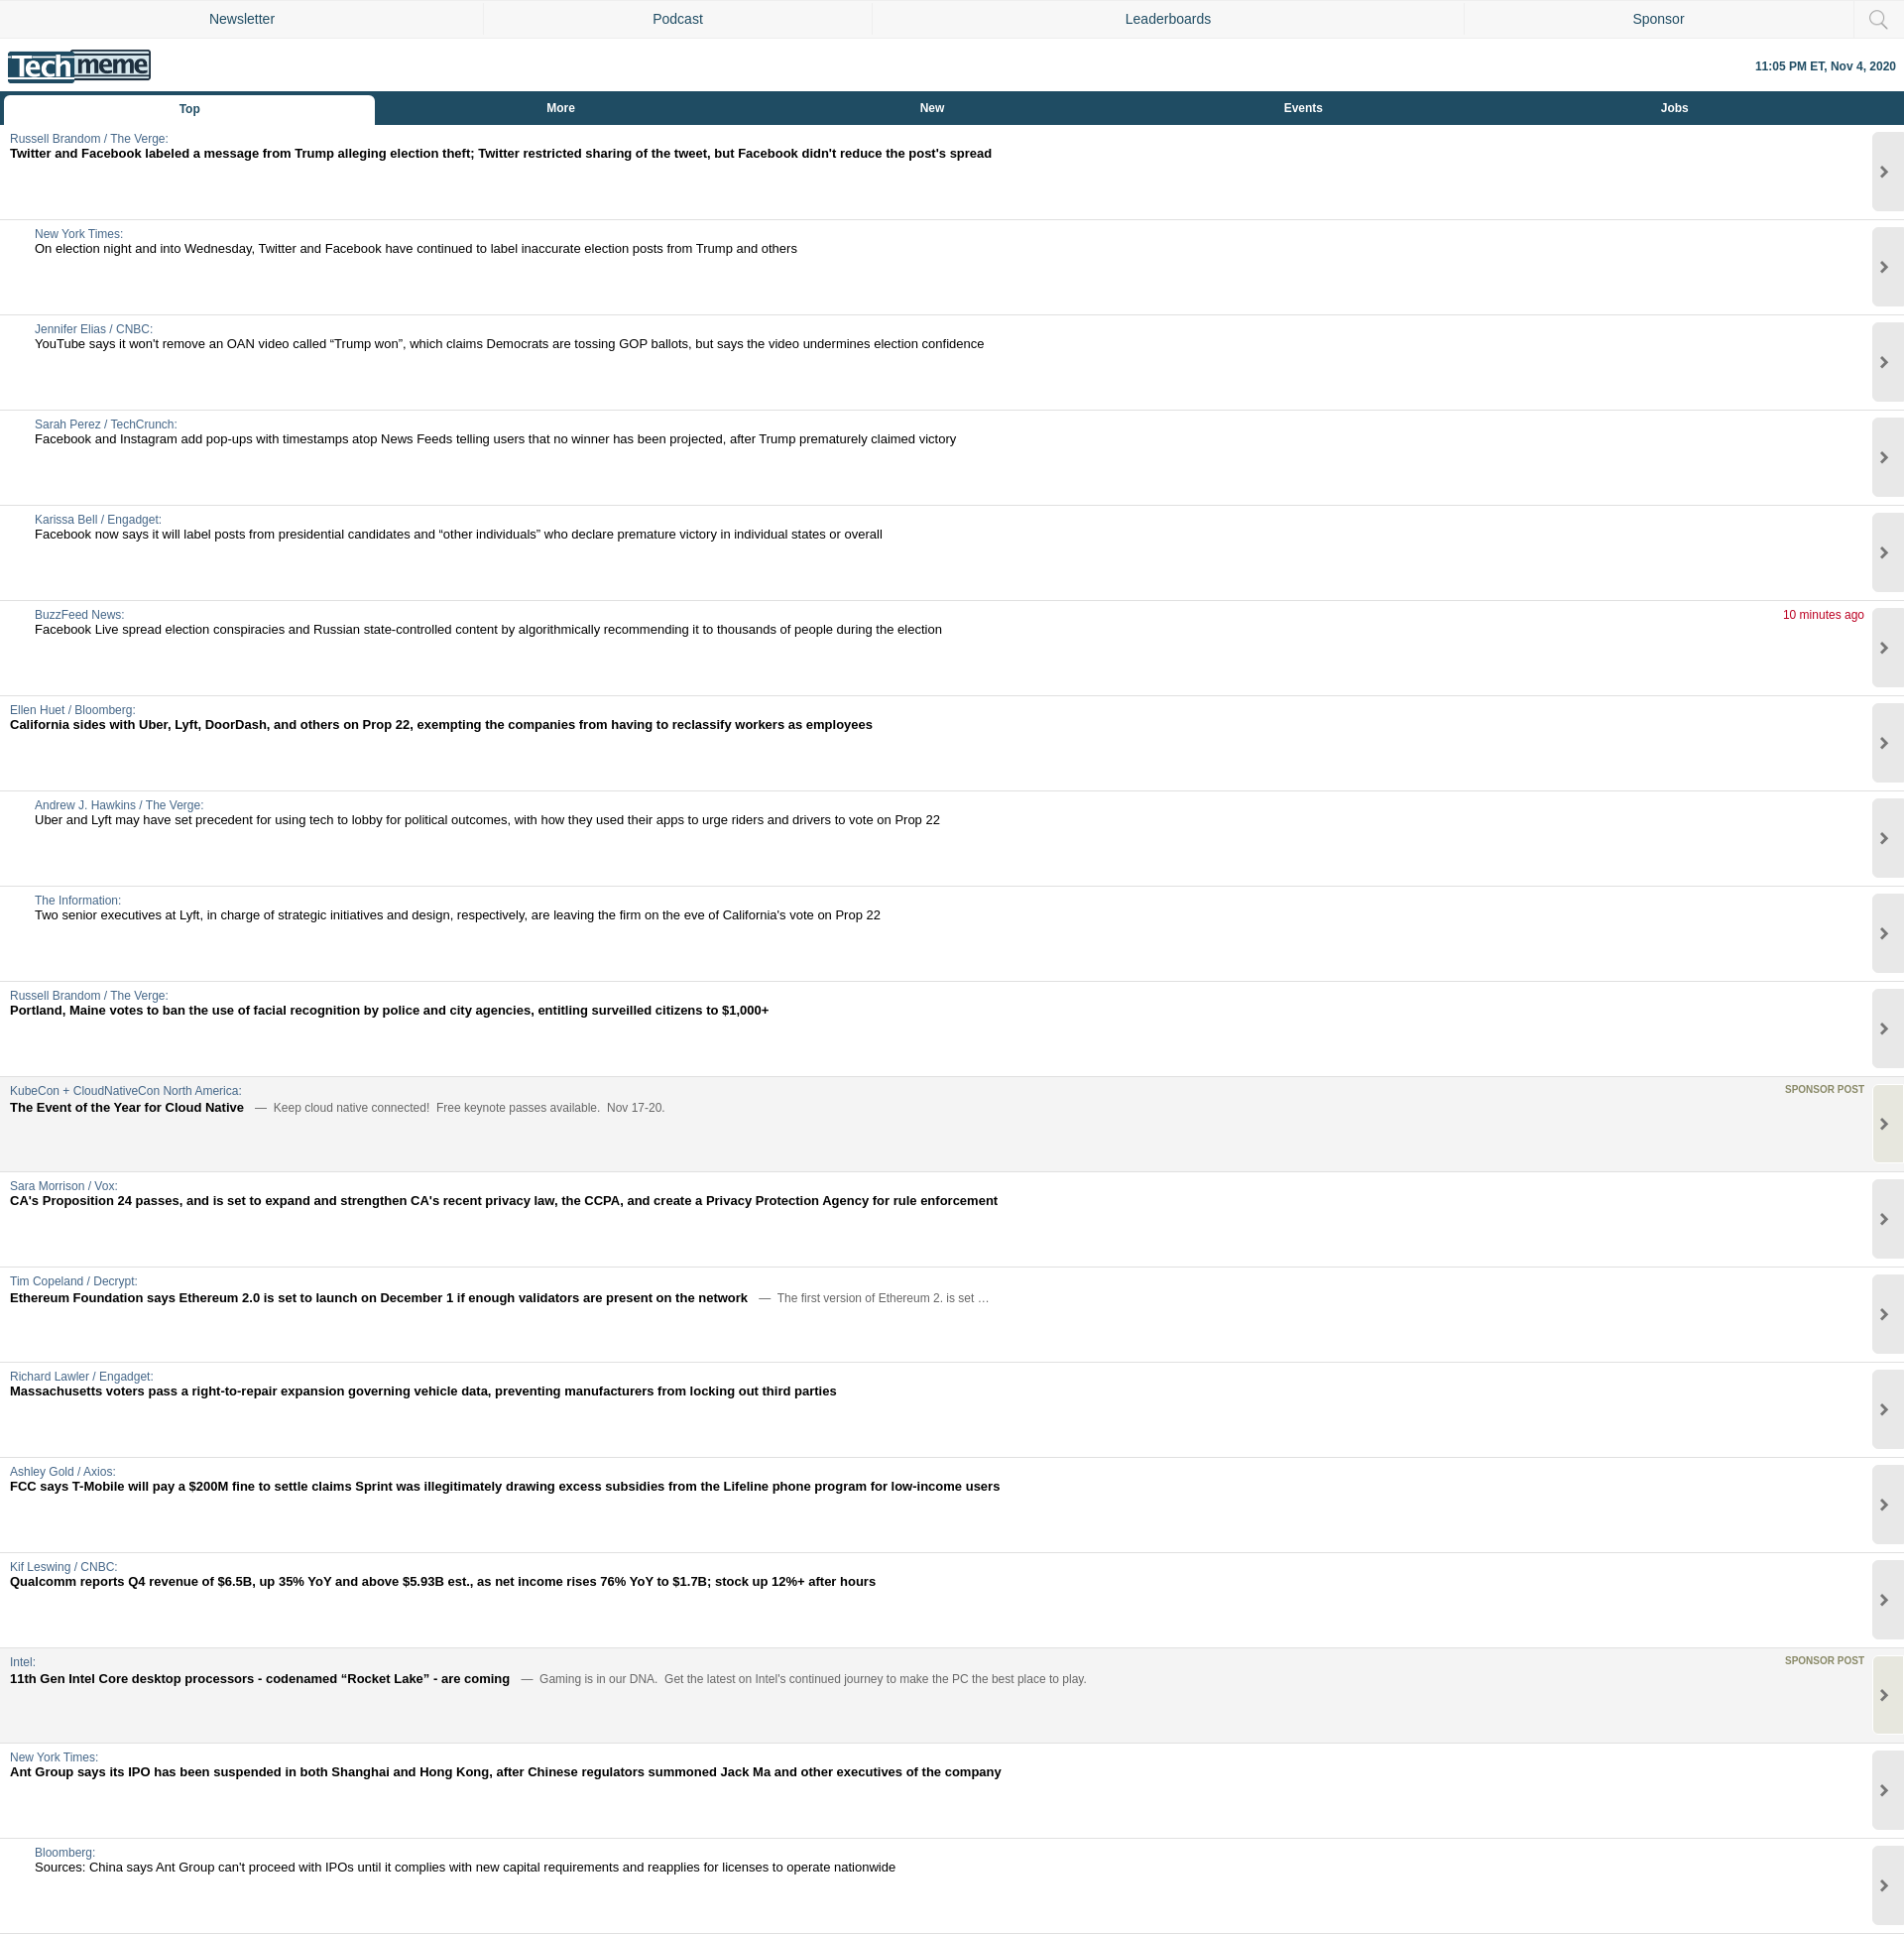 Newsletter
Podcast
Leaderboards
Sponsor
Techmeme
11:05 PM ET, Nov 4, 2020
Top
More
New
Events
Jobs
Russell Brandom / The Verge:
Twitter and Facebook labeled a message from Trump alleging election theft; Twitter restricted sharing of the tweet, but Facebook didn't reduce the post's spread
New York Times:
On election night and into Wednesday, Twitter and Facebook have continued to label inaccurate election posts from Trump and others
Jennifer Elias / CNBC:
YouTube says it won't remove an OAN video called “Trump won”, which claims Democrats are tossing GOP ballots, but says the video undermines election confidence
Sarah Perez / TechCrunch:
Facebook and Instagram add pop-ups with timestamps atop News Feeds telling users that no winner has been projected, after Trump prematurely claimed victory
Karissa Bell / Engadget:
Facebook now says it will label posts from presidential candidates and “other individuals” who declare premature victory in individual states or overall
BuzzFeed News:
10 minutes ago
Facebook Live spread election conspiracies and Russian state-controlled content by algorithmically recommending it to thousands of people during the election
Ellen Huet / Bloomberg:
California sides with Uber, Lyft, DoorDash, and others on Prop 22, exempting the companies from having to reclassify workers as employees
Andrew J. Hawkins / The Verge:
Uber and Lyft may have set precedent for using tech to lobby for political outcomes, with how they used their apps to urge riders and drivers to vote on Prop 22
The Information:
Two senior executives at Lyft, in charge of strategic initiatives and design, respectively, are leaving the firm on the eve of California's vote on Prop 22
Russell Brandom / The Verge:
Portland, Maine votes to ban the use of facial recognition by police and city agencies, entitling surveilled citizens to $1,000+
KubeCon + CloudNativeCon North America:
SPONSOR POST
The Event of the Year for Cloud Native — Keep cloud native connected! Free keynote passes available. Nov 17-20.
Sara Morrison / Vox:
CA's Proposition 24 passes, and is set to expand and strengthen CA's recent privacy law, the CCPA, and create a Privacy Protection Agency for rule enforcement
Tim Copeland / Decrypt:
Ethereum Foundation says Ethereum 2.0 is set to launch on December 1 if enough validators are present on the network — The first version of Ethereum 2. is set …
Richard Lawler / Engadget:
Massachusetts voters pass a right-to-repair expansion governing vehicle data, preventing manufacturers from locking out third parties
Ashley Gold / Axios:
FCC says T-Mobile will pay a $200M fine to settle claims Sprint was illegitimately drawing excess subsidies from the Lifeline phone program for low-income users
Kif Leswing / CNBC:
Qualcomm reports Q4 revenue of $6.5B, up 35% YoY and above $5.93B est., as net income rises 76% YoY to $1.7B; stock up 12%+ after hours
Intel:
SPONSOR POST
11th Gen Intel Core desktop processors - codenamed “Rocket Lake” - are coming — Gaming is in our DNA. Get the latest on Intel's continued journey to make the PC the best place to play.
New York Times:
Ant Group says its IPO has been suspended in both Shanghai and Hong Kong, after Chinese regulators summoned Jack Ma and other executives of the company
Bloomberg:
Sources: China says Ant Group can't proceed with IPOs until it complies with new capital requirements and reapplies for licenses to operate nationwide